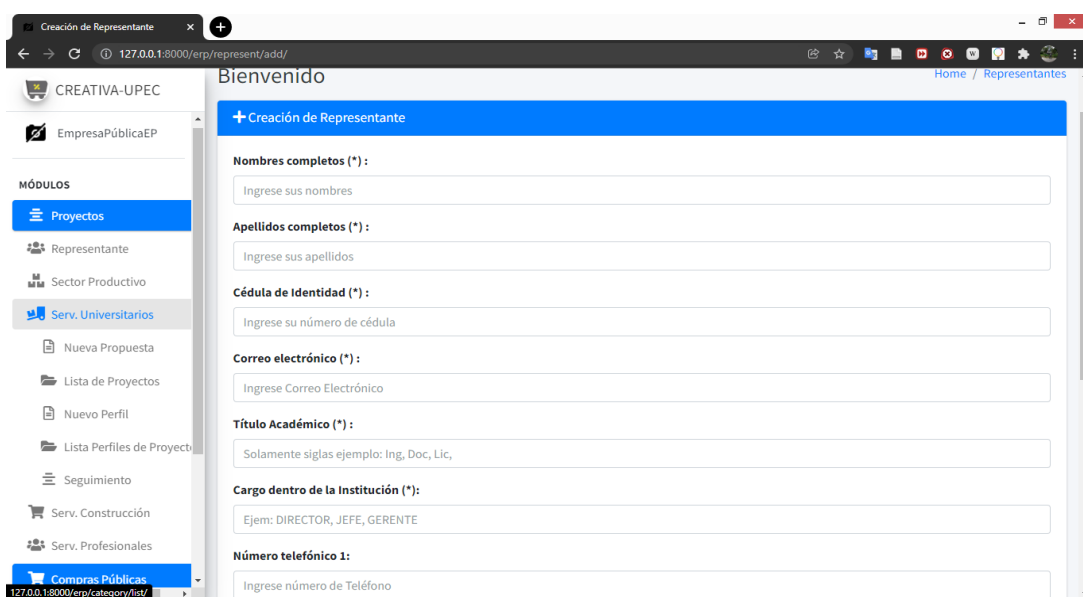 Creación de Representante
127.0.0.1:8000/erp/represent/add/
CREATIVA-UPEC
EmpresaPúblicaEP
MÓDULOS
Proyectos
Representante
Sector Productivo
Serv. Universitarios
Nueva Propuesta
Lista de Proyectos
Nuevo Perfil
Lista Perfiles de Proyect
Seguimiento
Serv. Construcción
Serv. Profesionales
Compras Públicas
127.0.0.1:8000/erp/category/list/
Bienvenido
Home / Representantes
Creación de Representante
Nombres completos (*) :
Ingrese sus nombres
Apellidos completos (*) :
Ingrese sus apellidos
Cédula de Identidad (*) :
Ingrese su número de cédula
Correo electrónico (*) :
Ingrese Correo Electrónico
Título Académico (*) :
Solamente siglas ejemplo: Ing, Doc, Lic,
Cargo dentro de la Institución (*):
Ejem: DIRECTOR, JEFE, GERENTE
Número telefónico 1:
Ingrese número de Teléfono